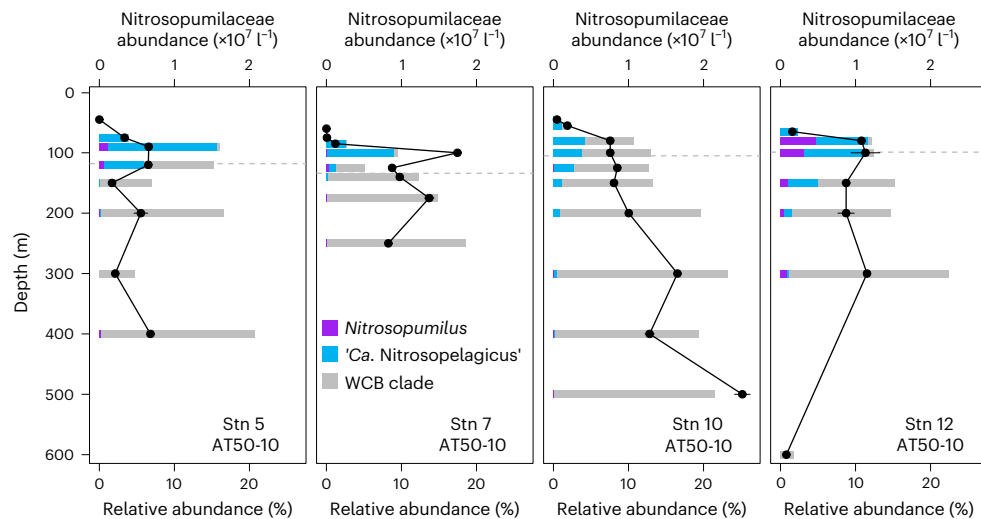 Nitrosopumilaceae
abundance (×10⁷ l⁻¹)
Nitrosopumilaceae
abundance (×10⁷ l⁻¹)
Nitrosopumilaceae
abundance (×10⁷ l⁻¹)
Nitrosopumilaceae
abundance (×10⁷ l⁻¹)
0 1 2
0 1 2
0 1 2
0 1 2
Depth (m)
0
100
200
300
400
500
600
Nitrosopumilus
'Ca. Nitrosopelagicus'
WCB clade
Stn 5
AT50-10
Stn 7
AT50-10
Stn 10
AT50-10
Stn 12
AT50-10
0 10 20
0 10 20
0 10 20
0 10 20
Relative abundance (%)
Relative abundance (%)
Relative abundance (%)
Relative abundance (%)